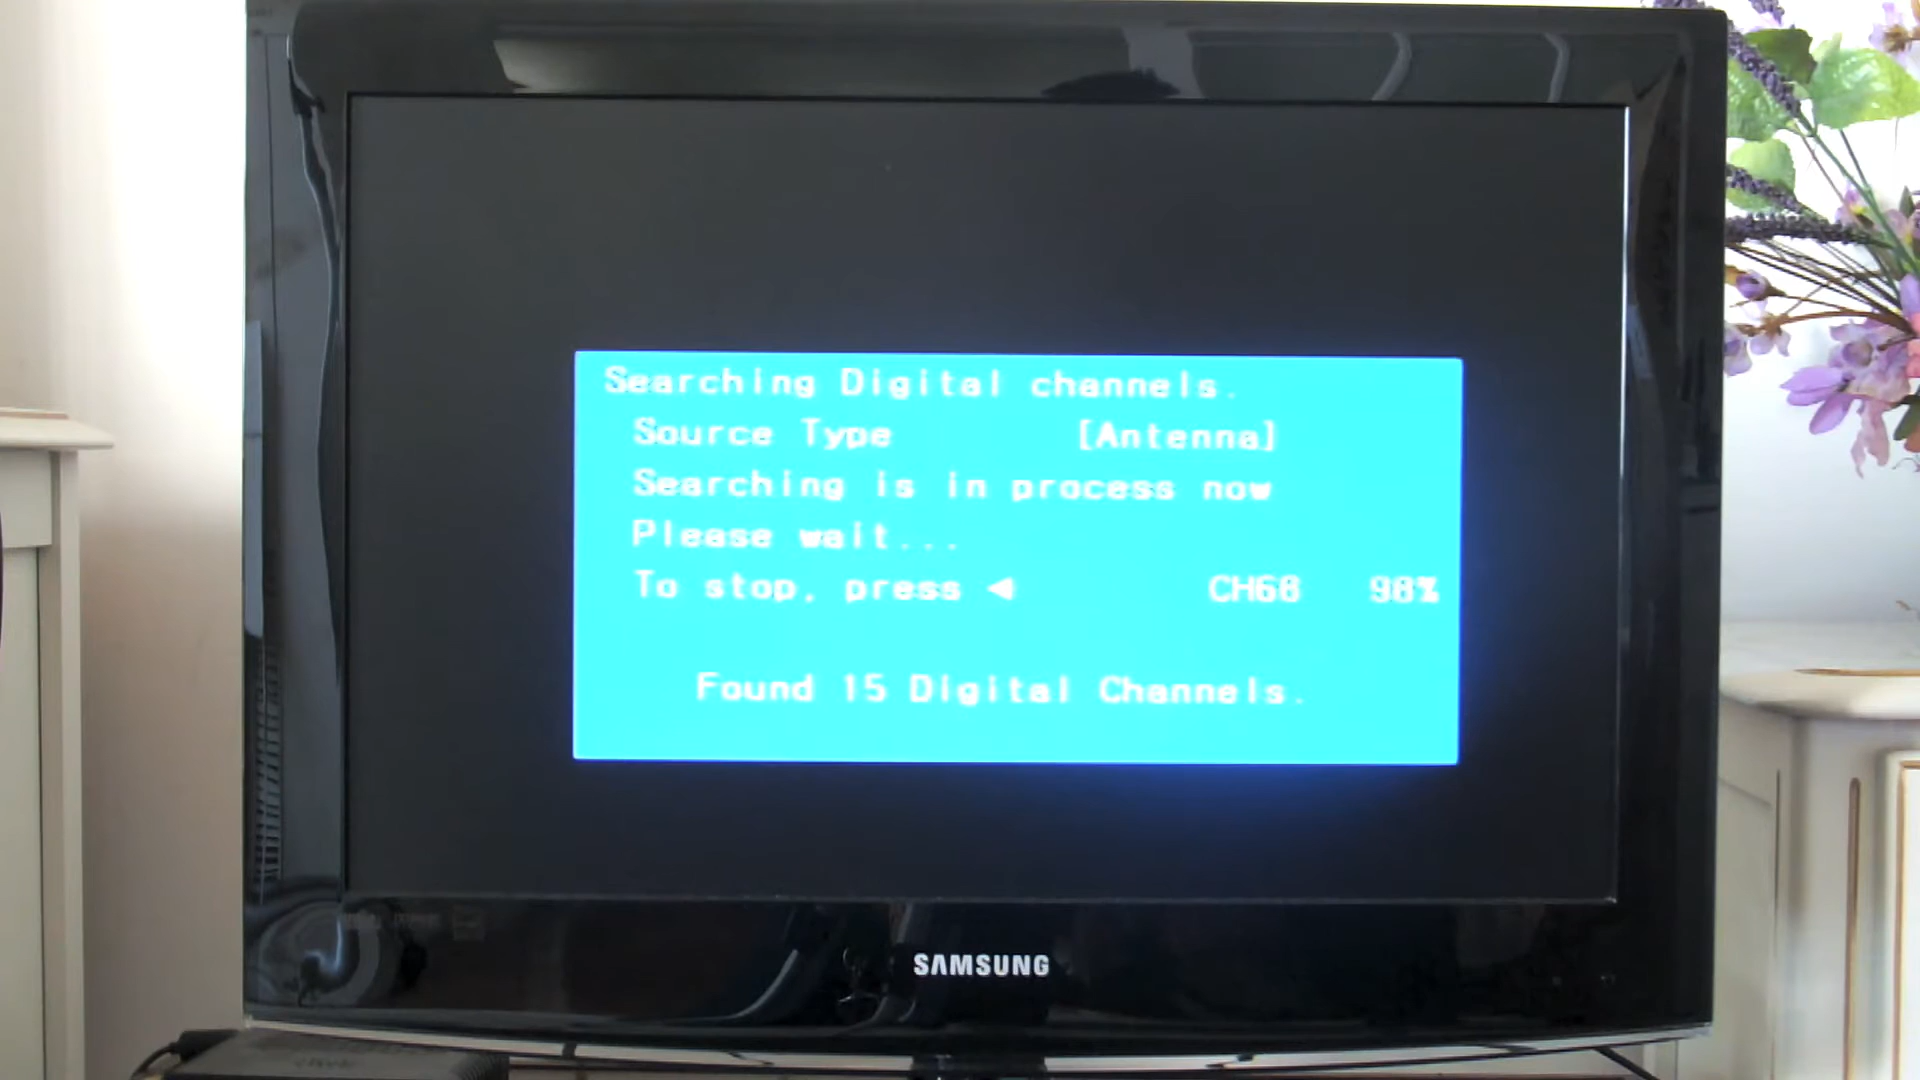 Searching Digital channels.
Source Type [Antenna]
Searching is in process now
Please wait...
To stop, press ◄ CH68 98%
Found 15 Digital Channels.
SAMSUNG